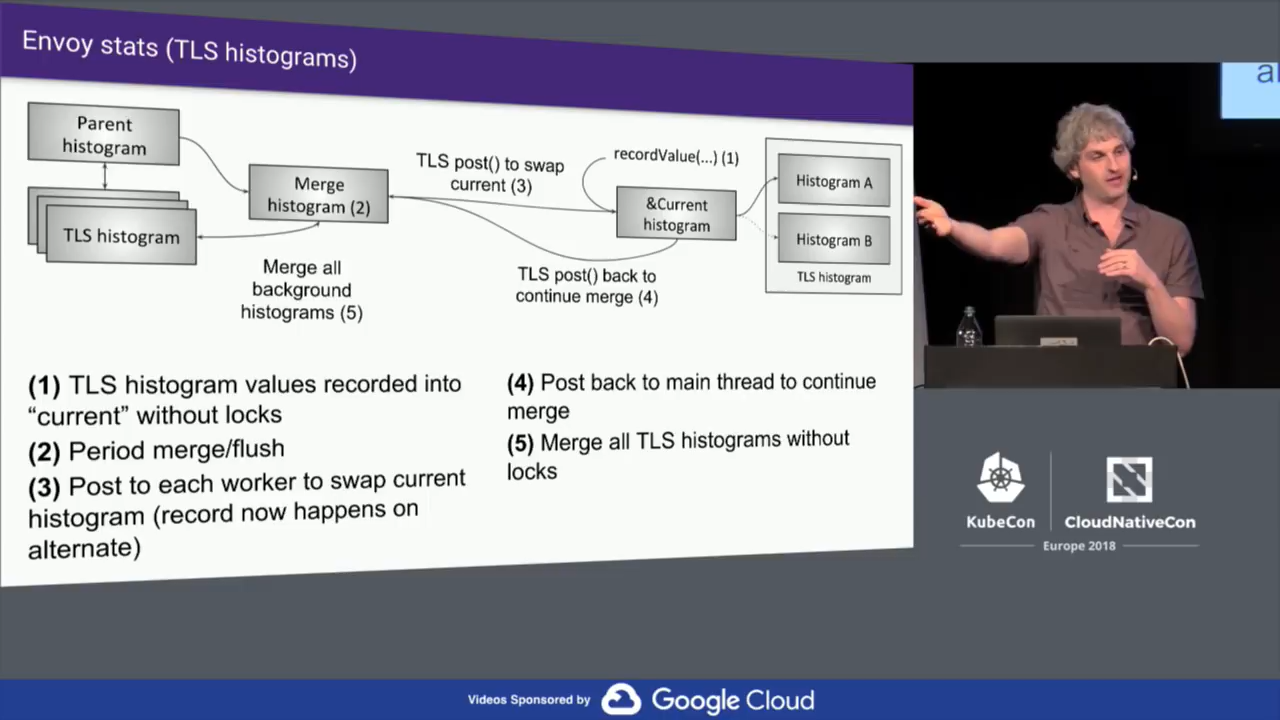 Envoy stats (TLS histograms)
Parent
histogram
TLS histogram
Merge
histogram (2)
TLS post() to swap
current (3)
recordValue(...) (1)
&Current
histogram
Histogram A
Histogram B
TLS histogram
TLS post() back to
continue merge (4)
Merge all
background
histograms (5)
(1) TLS histogram values recorded into
“current” without locks
(2) Period merge/flush
(3) Post to each worker to swap current
histogram (record now happens on
alternate)
(4) Post back to main thread to continue
merge
(5) Merge all TLS histograms without
locks
KubeCon
CloudNativeCon
Europe 2018
Videos Sponsored by
Google Cloud